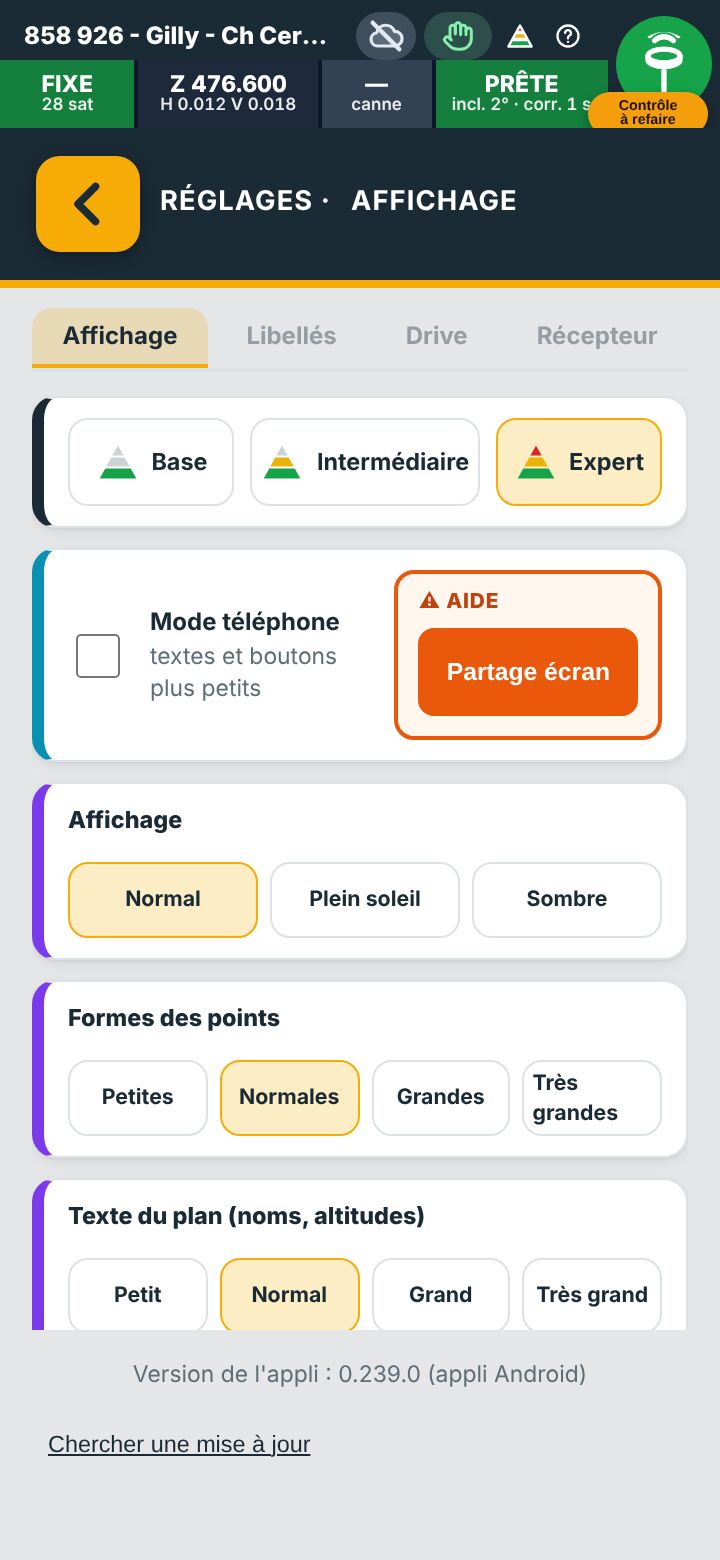 858 926 - Gilly - Ch Cer...
FIXE
28 sat
Z 476.600
H 0.012 V 0.018
—
canne
PRÊTE
incl. 2° · corr. 1 s
Contrôle
à refaire
RÉGLAGES · AFFICHAGE
Affichage
Libellés
Drive
Récepteur
Base
Intermédiaire
Expert
Mode téléphone
textes et boutons
plus petits
AIDE
Partage écran
Affichage
Normal
Plein soleil
Sombre
Formes des points
Petites
Normales
Grandes
Très
grandes
Texte du plan (noms, altitudes)
Petit
Normal
Grand
Très grand
Version de l'appli : 0.239.0 (appli Android)
Chercher une mise à jour